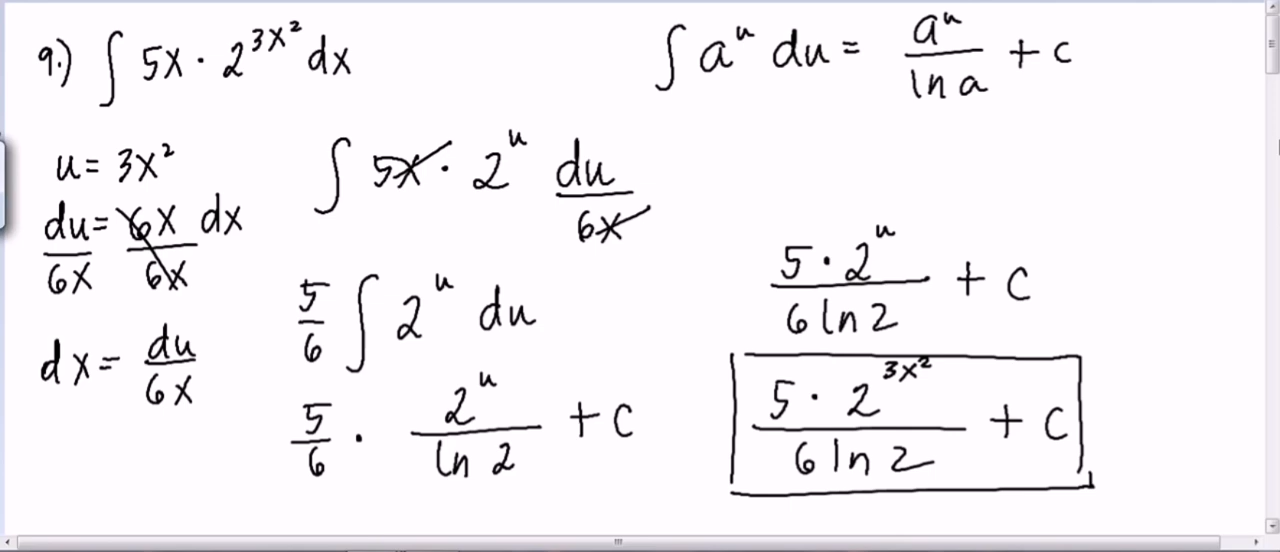 9.) ∫ 5x · 2^{3x²} dx
∫ a^u du = a^u / ln a + C
u = 3x²
du / 6x = 6x dx / 6x
dx = du / 6x
∫ 5x · 2^u du / 6x
5/6 ∫ 2^u du
5/6 · 2^u / ln 2 + C
5 · 2^u / 6 ln 2 + C
5 · 2^{3x²} / 6 ln 2 + C